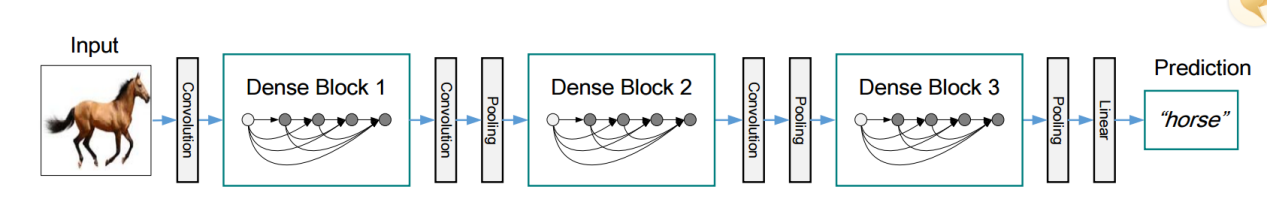 Input
Convolution
Dense Block 1
Convolution
Pooling
Dense Block 2
Convolution
Pooling
Dense Block 3
Pooling
Linear
Prediction
“horse”